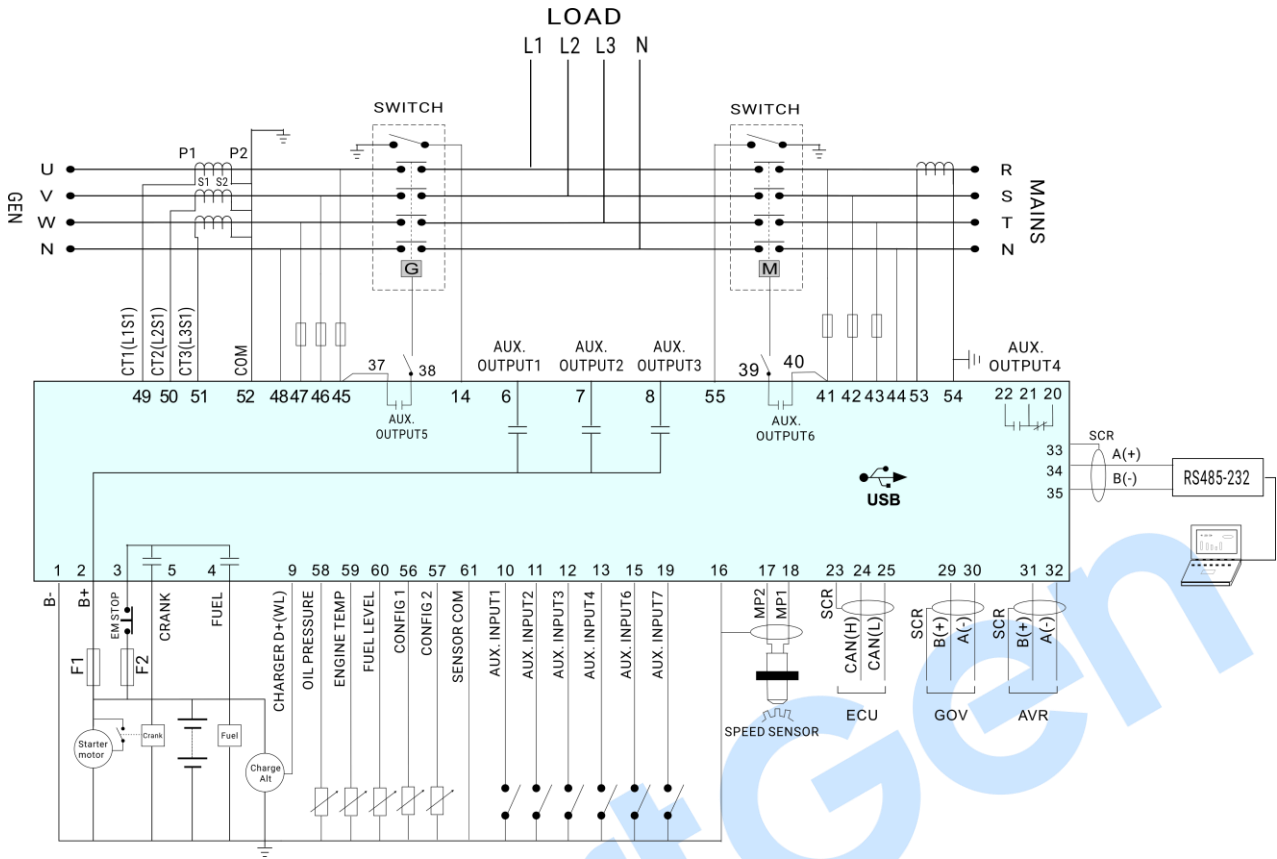 LOAD
L1 L2 L3 N
SWITCH SWITCH
P1 P2
S1 S2
U R
V S
W T
N N
GEN
MAINS
G M
CT1(L1S1)
CT2(L2S1)
CT3(L3S1)
COM
37 38
AUX. OUTPUT1
AUX. OUTPUT2
AUX. OUTPUT3
39 40
AUX. OUTPUT4
49 50 51 52 48 47 46 45 14 6 7 8 55 41 42 43 44 53 54 22 21 20
AUX. OUTPUT5
AUX. OUTPUT6
33 SCR
34 A(+)
35 B(-)
RS485-232
USB
1 2 3 5 4 9 58 59 60 56 57 61 10 11 12 13 15 19 16 17 18 23 24 25 29 30 31 32
B-
B+
EM STOP
CRANK
FUEL
CHARGER D+(WL)
OIL PRESSURE
ENGINE TEMP
FUEL LEVEL
CONFIG 1
CONFIG 2
SENSOR COM
AUX. INPUT1
AUX. INPUT2
AUX. INPUT3
AUX. INPUT4
AUX. INPUT6
AUX. INPUT7
MP2
MP1
SCR
CAN(H)
CAN(L)
SCR
B(+)
A(-)
SCR
B(+)
A(-)
F1
F2
Starter motor
Crank
Fuel
Charge Alt
SPEED SENSOR
ECU
GOV
AVR